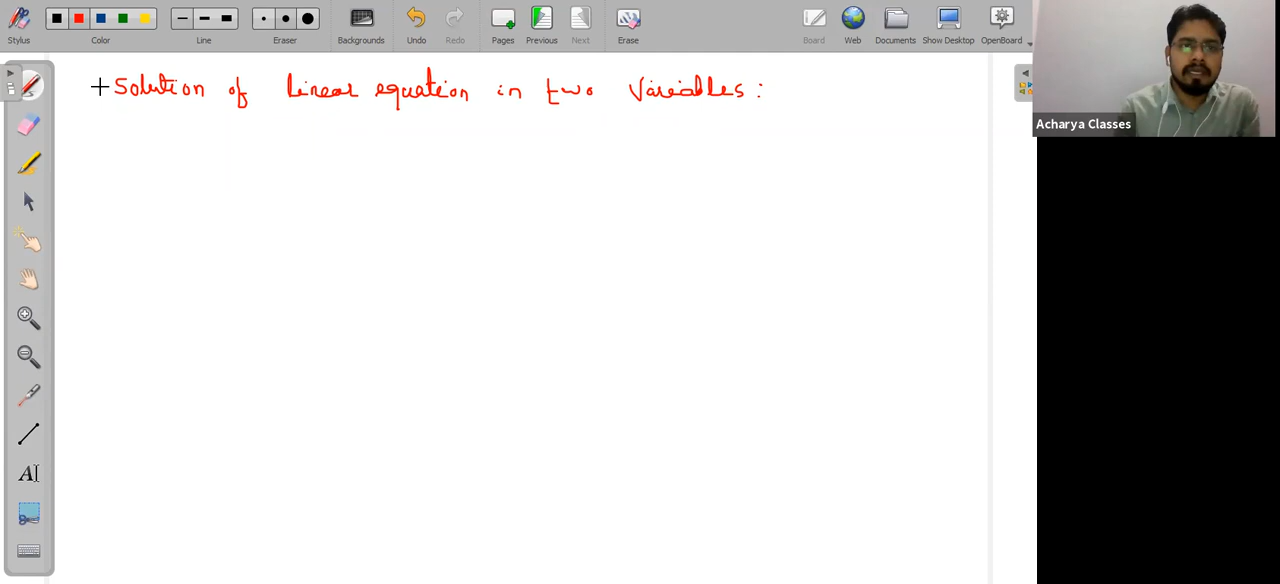 Stylus
Color
Line
Eraser
Backgrounds
Undo
Redo
Pages
Previous
Next
Erase
Board
Web
Documents
Show Desktop
OpenBoard
Solution of linear equation in two variables :
Acharya Classes
AI